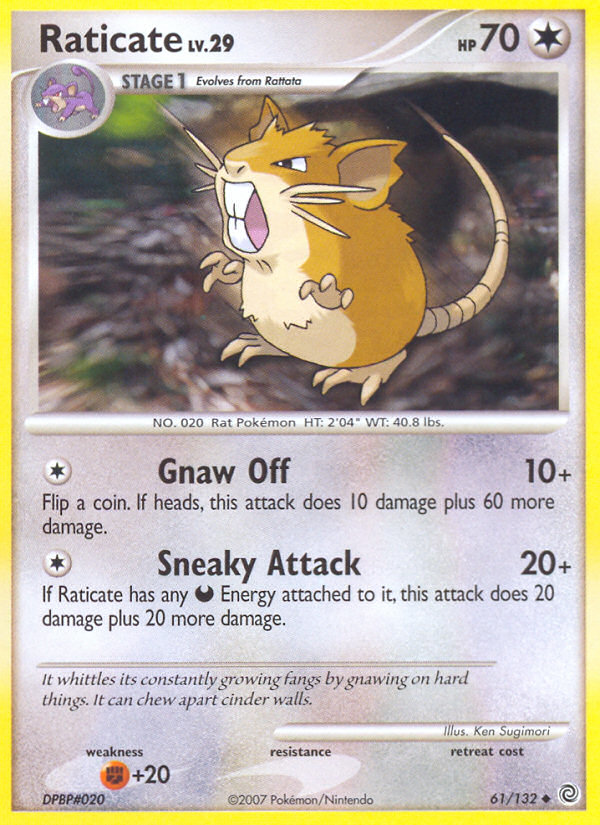 Raticate LV.29
HP 70
STAGE 1 Evolves from Rattata
NO. 020 Rat Pokémon HT: 2'04" WT: 40.8 lbs.
Gnaw Off 10+
Flip a coin. If heads, this attack does 10 damage plus 60 more
damage.
Sneaky Attack 20+
If Raticate has any Energy attached to it, this attack does 20
damage plus 20 more damage.
It whittles its constantly growing fangs by gnawing on hard
things. It can chew apart cinder walls.
Illus. Ken Sugimori
weakness resistance retreat cost
+20
DPBP#020 ©2007 Pokémon/Nintendo 61/132